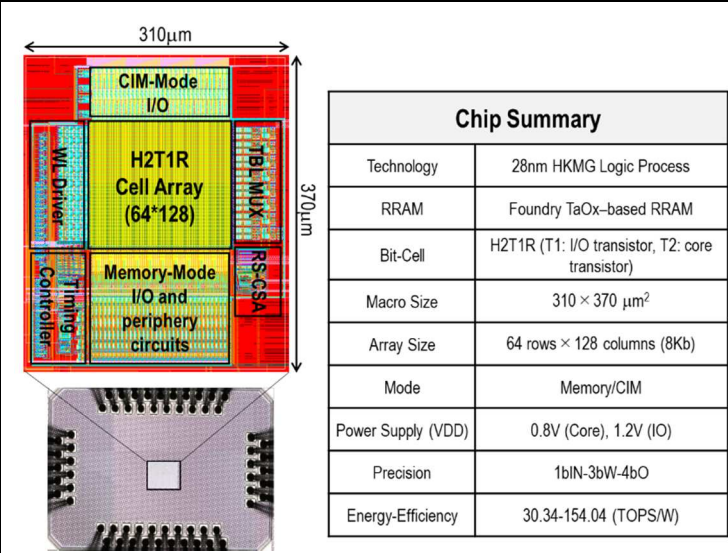 310μm
CIM-Mode
I/O
WL Driver
H2T1R
Cell Array
(64*128)
TBL MUX
370μm
Timing
Controller
Memory-Mode
I/O and
periphery
circuits
RS-CSA
Chip Summary
Technology 28nm HKMG Logic Process
RRAM Foundry TaOx–based RRAM
Bit-Cell H2T1R (T1: I/O transistor, T2: core
transistor)
Macro Size 310 × 370 μm²
Array Size 64 rows × 128 columns (8Kb)
Mode Memory/CIM
Power Supply (VDD) 0.8V (Core), 1.2V (IO)
Precision 1bIN-3bW-4bO
Energy-Efficiency 30.34-154.04 (TOPS/W)